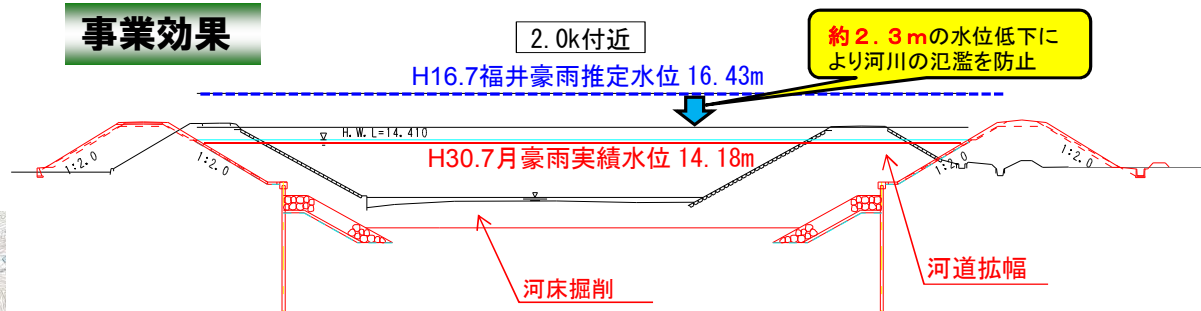 事業効果
2.0k付近
約2.3mの水位低下に
より河川の氾濫を防止
H16.7福井豪雨推定水位 16.43m
H.W.L=14.410
H30.7月豪雨実績水位 14.18m
1:2.0
1:2.0
1:2.0
1:2.0
河床掘削
河道拡幅